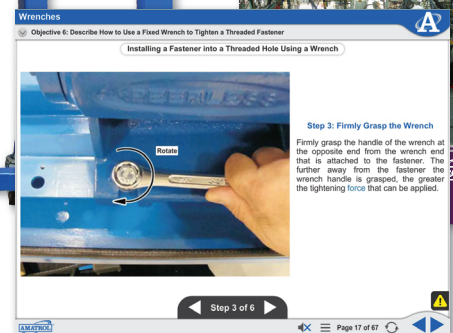 Wrenches
Objective 6: Describe How to Use a Fixed Wrench to Tighten a Threaded Fastener
Installing a Fastener into a Threaded Hole Using a Wrench
Rotate
Step 3: Firmly Grasp the Wrench
Firmly grasp the handle of the wrench at
the opposite end from the wrench end
that is attached to the fastener. The
further away from the fastener the
wrench handle is grasped, the greater
the tightening force that can be applied.
Step 3 of 6
AMATROL
Page 17 of 67